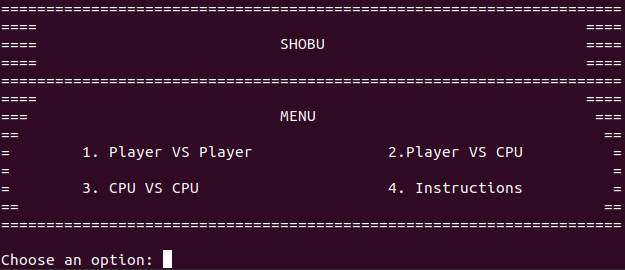 =====================================================================
====                                                             ====
====                           SHOBU                             ====
====                                                             ====
=====================================================================
====                                                             ====
===                            MENU                               ===
==                                                                 ==
=        1. Player VS Player               2.Player VS CPU          =
=                                                                   =
=        3. CPU VS CPU                     4. Instructions          =
==                                                                 ==
=====================================================================
Choose an option: